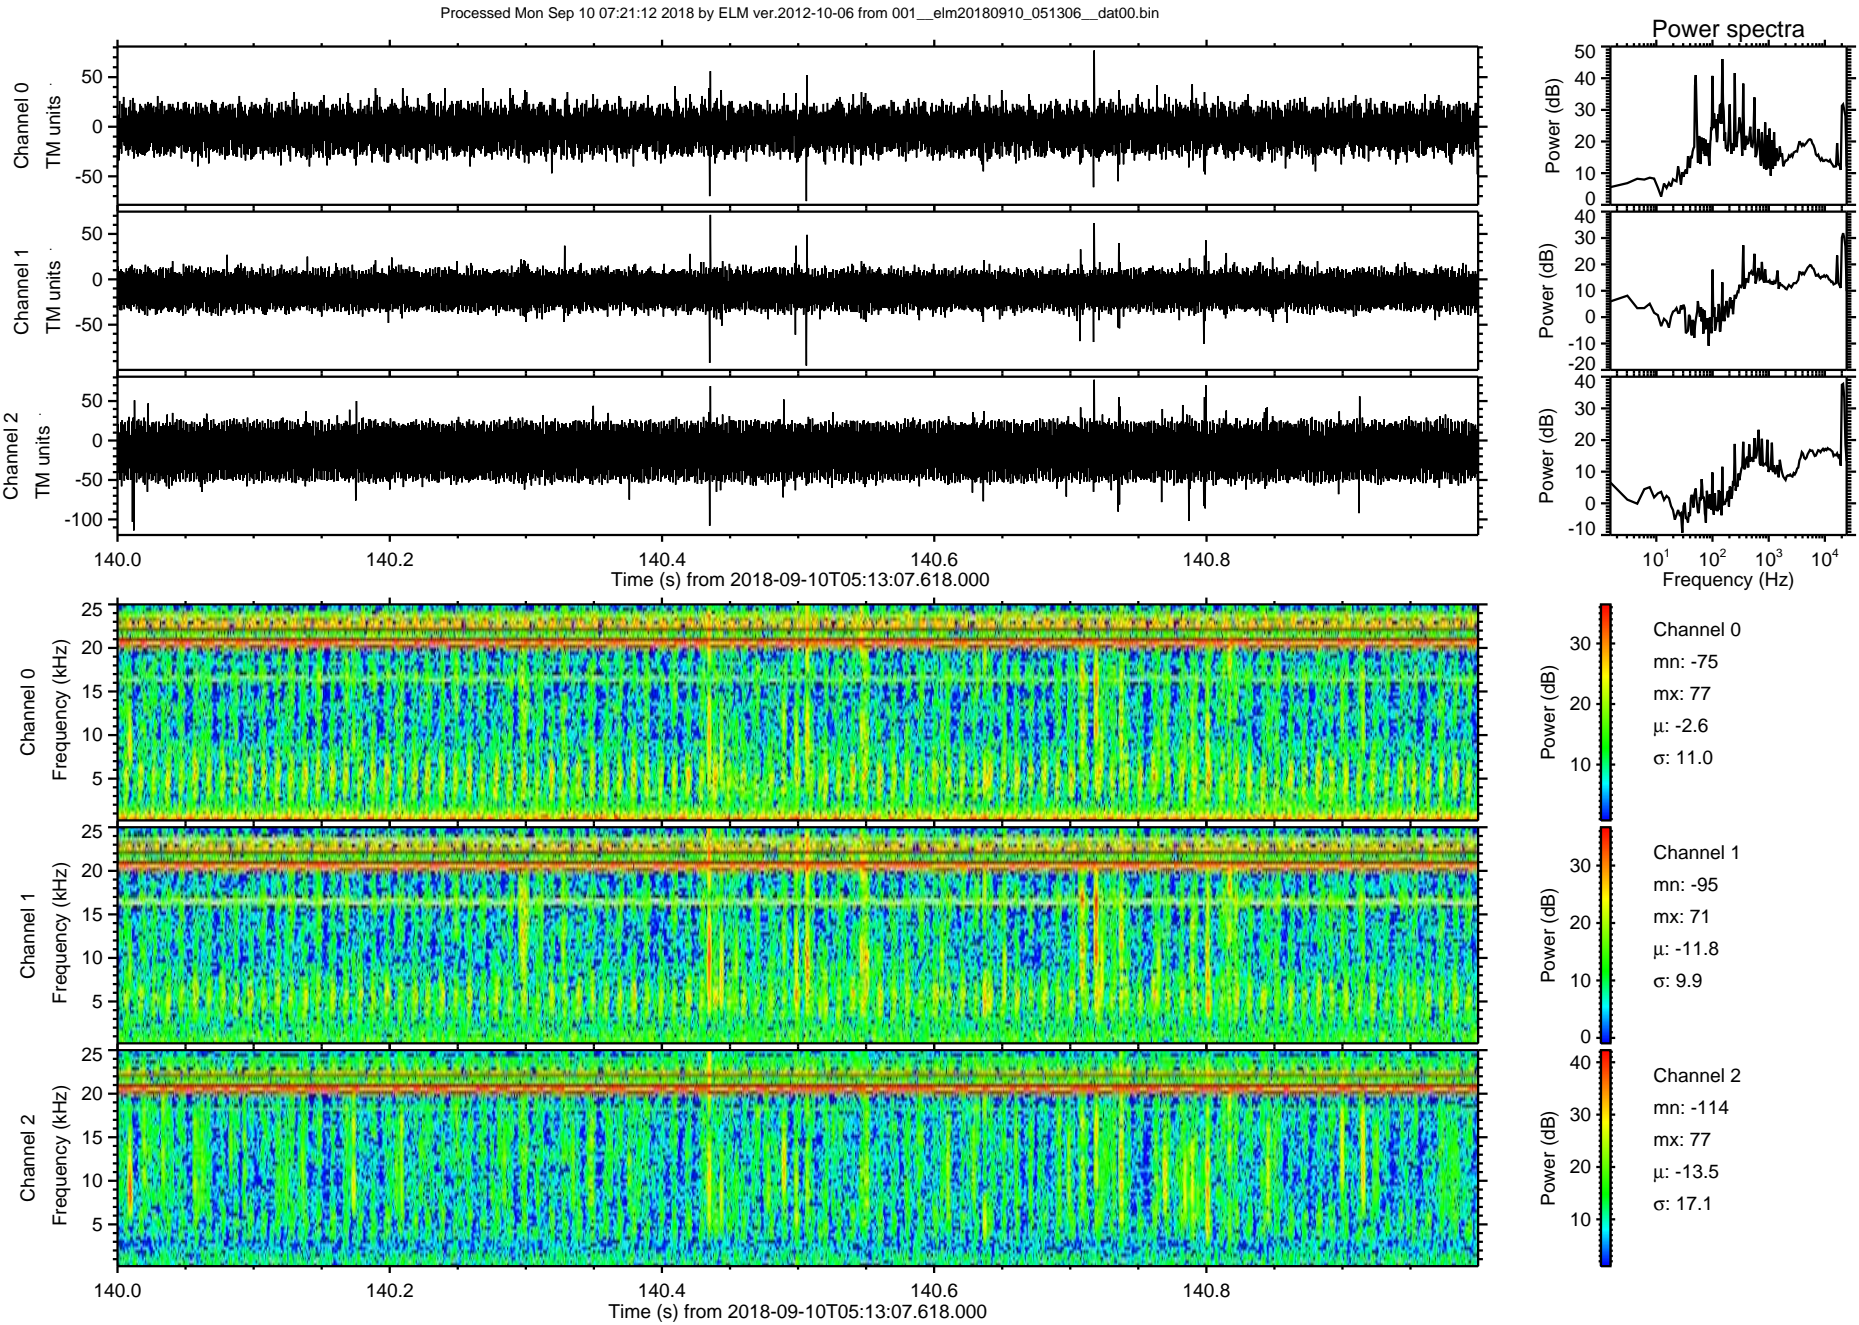 Processed Mon Sep 10 07:21:12 2018 by ELM ver.2012-10-06 from 001__elm20180910_051306__dat00.bin
Power spectra
Channel 0
TM units
50
0
-50
Power (dB)
50
40
30
20
10
0
Channel 1
TM units
50
0
-50
Power (dB)
40
30
20
10
0
-10
-20
Channel 2
TM units
50
0
-50
-100
Power (dB)
40
30
20
10
0
-10
140.0 140.2 140.4 140.6 140.8
Time (s) from 2018-09-10T05:13:07.618.000
10^1 10^2 10^3 10^4
Frequency (Hz)
Channel 0
Frequency (kHz)
25
20
15
10
5
Power (dB)
30
20
10
Channel 0
mn: -75
mx: 77
μ: -2.6
σ: 11.0
Channel 1
Frequency (kHz)
25
20
15
10
5
Power (dB)
30
20
10
0
Channel 1
mn: -95
mx: 71
μ: -11.8
σ: 9.9
Channel 2
Frequency (kHz)
25
20
15
10
5
Power (dB)
40
30
20
10
Channel 2
mn: -114
mx: 77
μ: -13.5
σ: 17.1
140.0 140.2 140.4 140.6 140.8
Time (s) from 2018-09-10T05:13:07.618.000